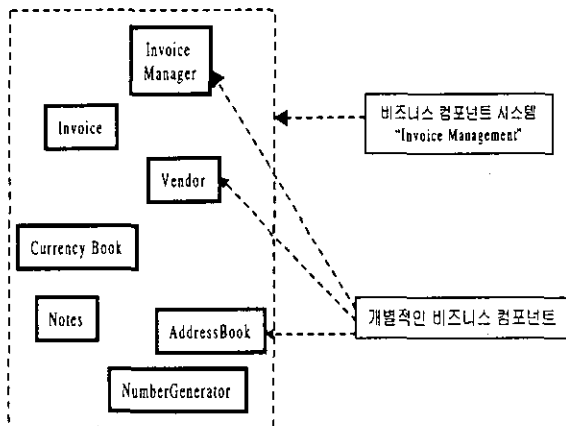 Invoice
Manager
Invoice
비즈니스 컴포넌트 시스템
"Invoice Management"
Vendor
Currency Book
Notes
AddressBook
개별적인 비즈니스 컴포넌트
NumberGenerator